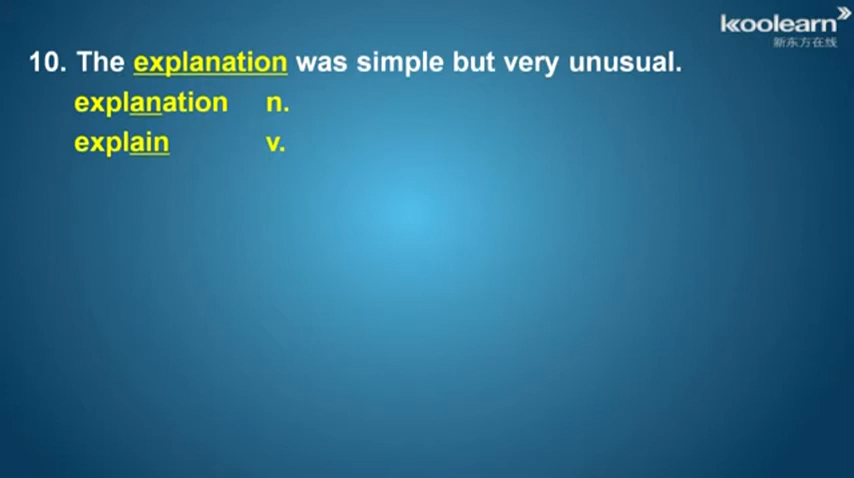 koolearn
新东方在线
10. The explanation was simple but very unusual.
explanation n.
explain v.